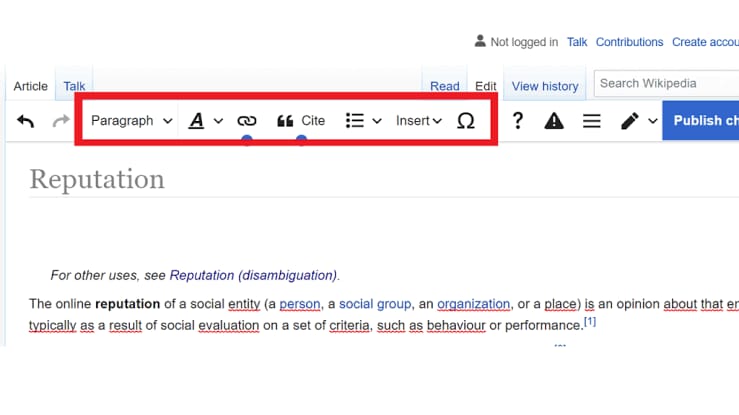 Not logged in Talk Contributions Create accou
Article Talk Read Edit View history Search Wikipedia
Paragraph A Cite Insert Ω ? Publish ch
Reputation
For other uses, see Reputation (disambiguation).
The online reputation of a social entity (a person, a social group, an organization, or a place) is an opinion about that en
typically as a result of social evaluation on a set of criteria, such as behaviour or performance.[1]